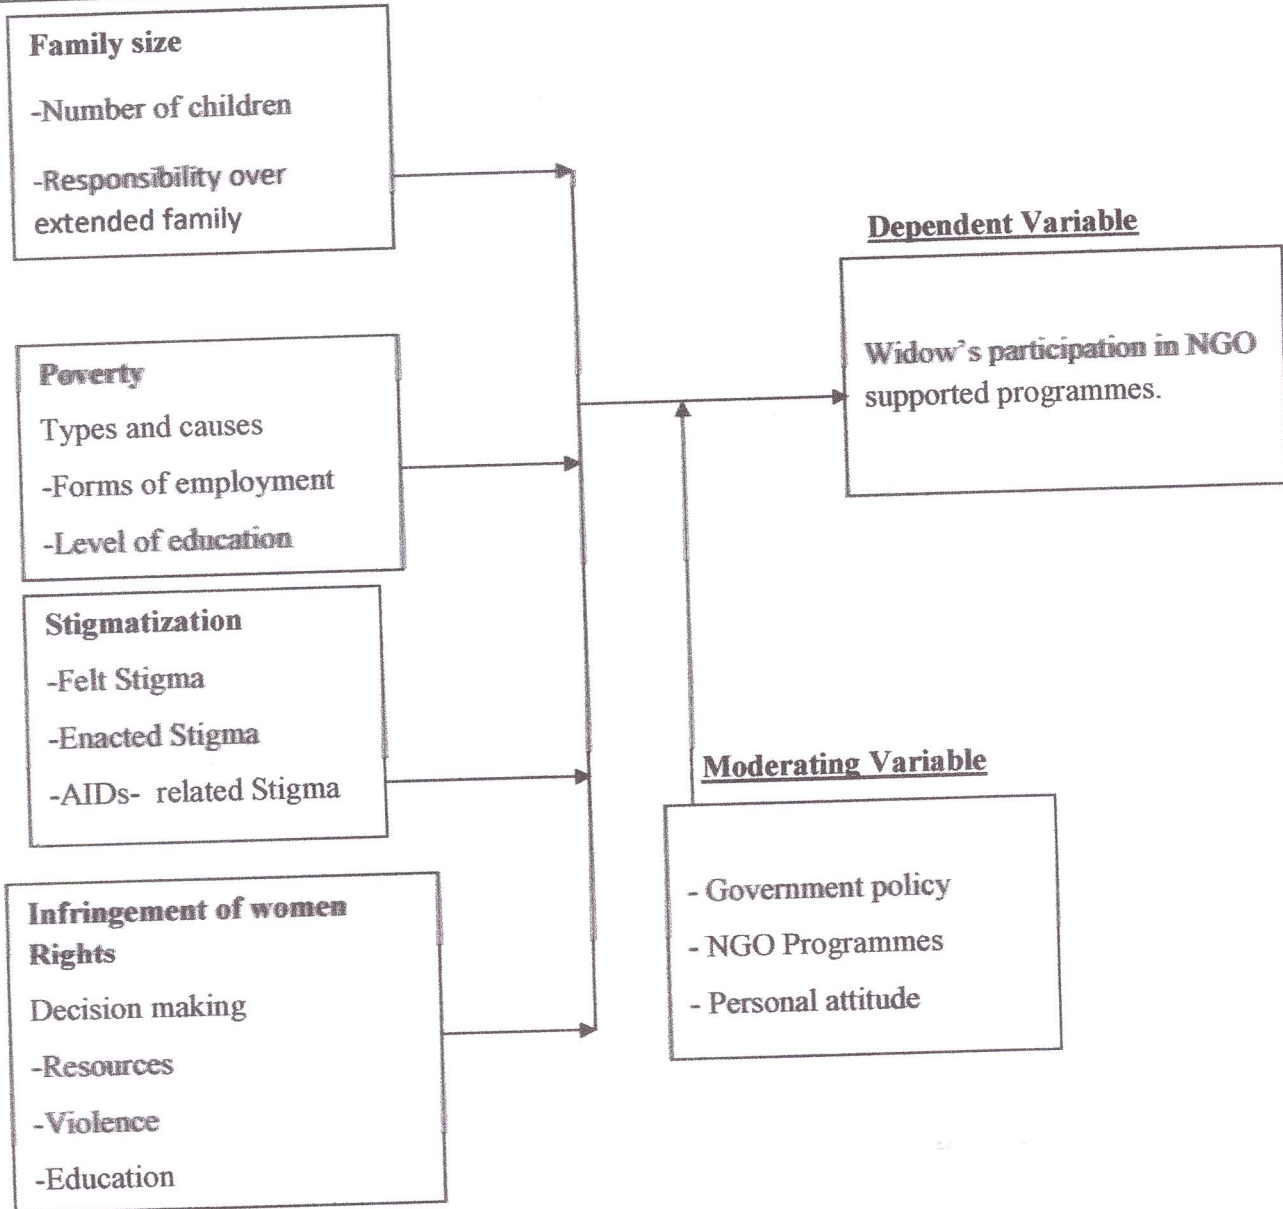 Family size
-Number of children
-Responsibility over
extended family
Poverty
Types and causes
-Forms of employment
-Level of education
Stigmatization
-Felt Stigma
-Enacted Stigma
-AIDs- related Stigma
Infringement of women
Rights
Decision making
-Resources
-Violence
-Education
Dependent Variable
Widow’s participation in NGO
supported programmes.
Moderating Variable
- Government policy
- NGO Programmes
- Personal attitude